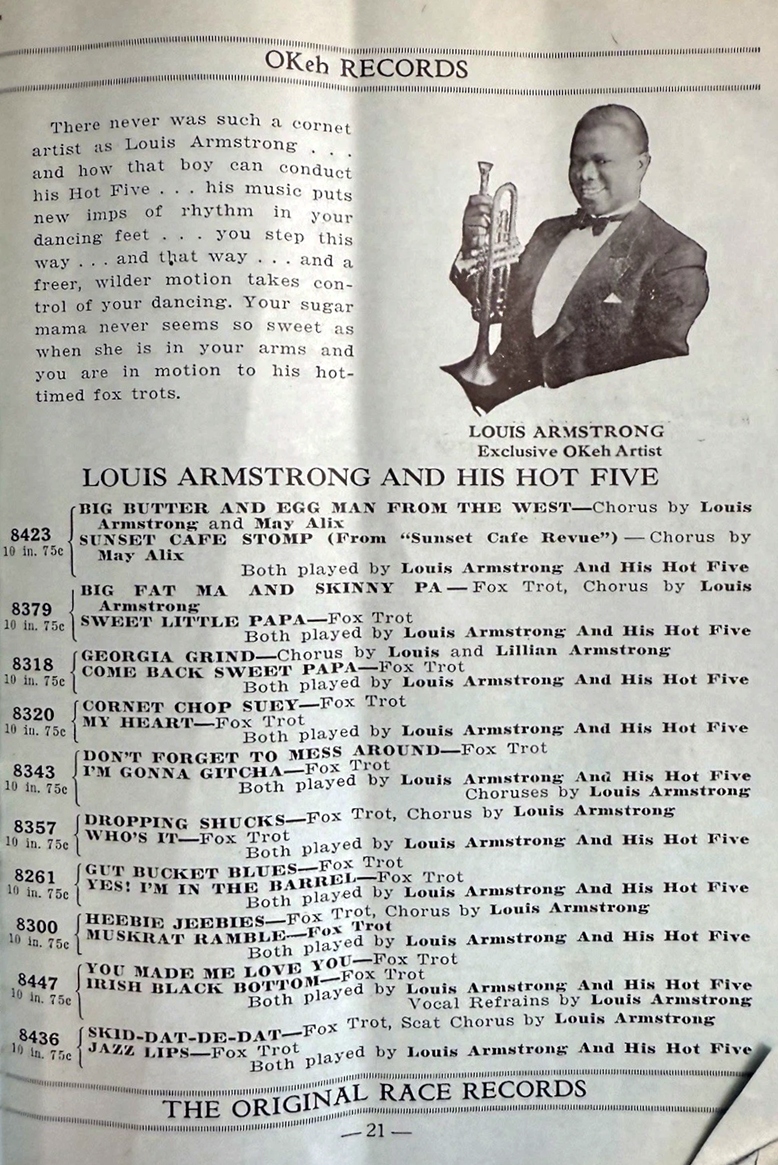 OKeh RECORDS
There never was such a cornet
artist as Louis Armstrong . . .
and how that boy can conduct
his Hot Five . . . his music puts
new imps of rhythm in your
dancing feet . . . you step this
way . . . and that way . . . and a
freer, wilder motion takes con-
trol of your dancing. Your sugar
mama never seems so sweet as
when she is in your arms and
you are in motion to his hot-
timed fox trots.
LOUIS ARMSTRONG
Exclusive OKeh Artist
LOUIS ARMSTRONG AND HIS HOT FIVE
8423
10 in. 75c
BIG BUTTER AND EGG MAN FROM THE WEST—Chorus by Louis
Armstrong and May Alix
SUNSET CAFE STOMP (From “Sunset Cafe Revue”) — Chorus by
May Alix
Both played by Louis Armstrong And His Hot Five
8379
10 in. 75c
BIG FAT MA AND SKINNY PA — Fox Trot, Chorus by Louis
Armstrong
SWEET LITTLE PAPA—Fox Trot
Both played by Louis Armstrong And His Hot Five
8318
10 in. 75c
GEORGIA GRIND—Chorus by Louis and Lillian Armstrong
COME BACK SWEET PAPA—Fox Trot
Both played by Louis Armstrong And His Hot Five
8320
10 in. 75c
CORNET CHOP SUEY—Fox Trot
MY HEART—Fox Trot
Both played by Louis Armstrong And His Hot Five
8343
10 in. 75c
DON'T FORGET TO MESS AROUND—Fox Trot
I'M GONNA GITCHA—Fox Trot
Both played by Louis Armstrong And His Hot Five
Choruses by Louis Armstrong
8357
10 in. 75c
DROPPING SHUCKS—Fox Trot, Chorus by Louis Armstrong
WHO'S IT—Fox Trot
Both played by Louis Armstrong And His Hot Five
8261
10 in. 75c
GUT BUCKET BLUES—Fox Trot
YES! I'M IN THE BARREL—Fox Trot
Both played by Louis Armstrong And His Hot Five
8300
10 in. 75c
HEEBIE JEEBIES—Fox Trot, Chorus by Louis Armstrong
MUSKRAT RAMBLE—Fox Trot
Both played by Louis Armstrong And His Hot Five
8447
10 in. 75c
YOU MADE ME LOVE YOU—Fox Trot
IRISH BLACK BOTTOM—Fox Trot
Both played by Louis Armstrong And His Hot Five
Vocal Refrains by Louis Armstrong
8436
10 in. 75c
SKID-DAT-DE-DAT—Fox Trot, Scat Chorus by Louis Armstrong
JAZZ LIPS—Fox Trot
Both played by Louis Armstrong And His Hot Five
THE ORIGINAL RACE RECORDS
— 21 —